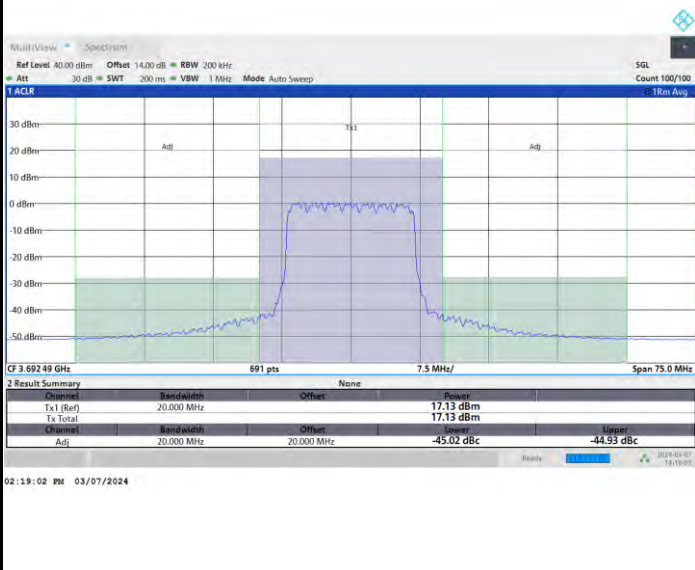 MultiView Spectrum
Ref Level 40.00 dBm Offset 14.00 dB RBW 200 kHz SGL
Att 30 dB SWT 200 ms VBW 1 MHz Mode Auto Sweep Count 100/100
1 ACLR 1Rm Avg
30 dBm
Tx1
Adj Adj
20 dBm
10 dBm
0 dBm
-10 dBm
-20 dBm
-30 dBm
-40 dBm
-50 dBm
CF 3.692 49 GHz 691 pts 7.5 MHz/ Span 75.0 MHz
2 Result Summary None
Channel Bandwidth Offset Power
Tx1 (Ref) 20.000 MHz 17.13 dBm
Tx Total 17.13 dBm
Channel Bandwidth Offset Lower Upper
Adj 20.000 MHz 20.000 MHz -45.02 dBc -44.93 dBc
Ready
02:19:02 PM 03/07/2024